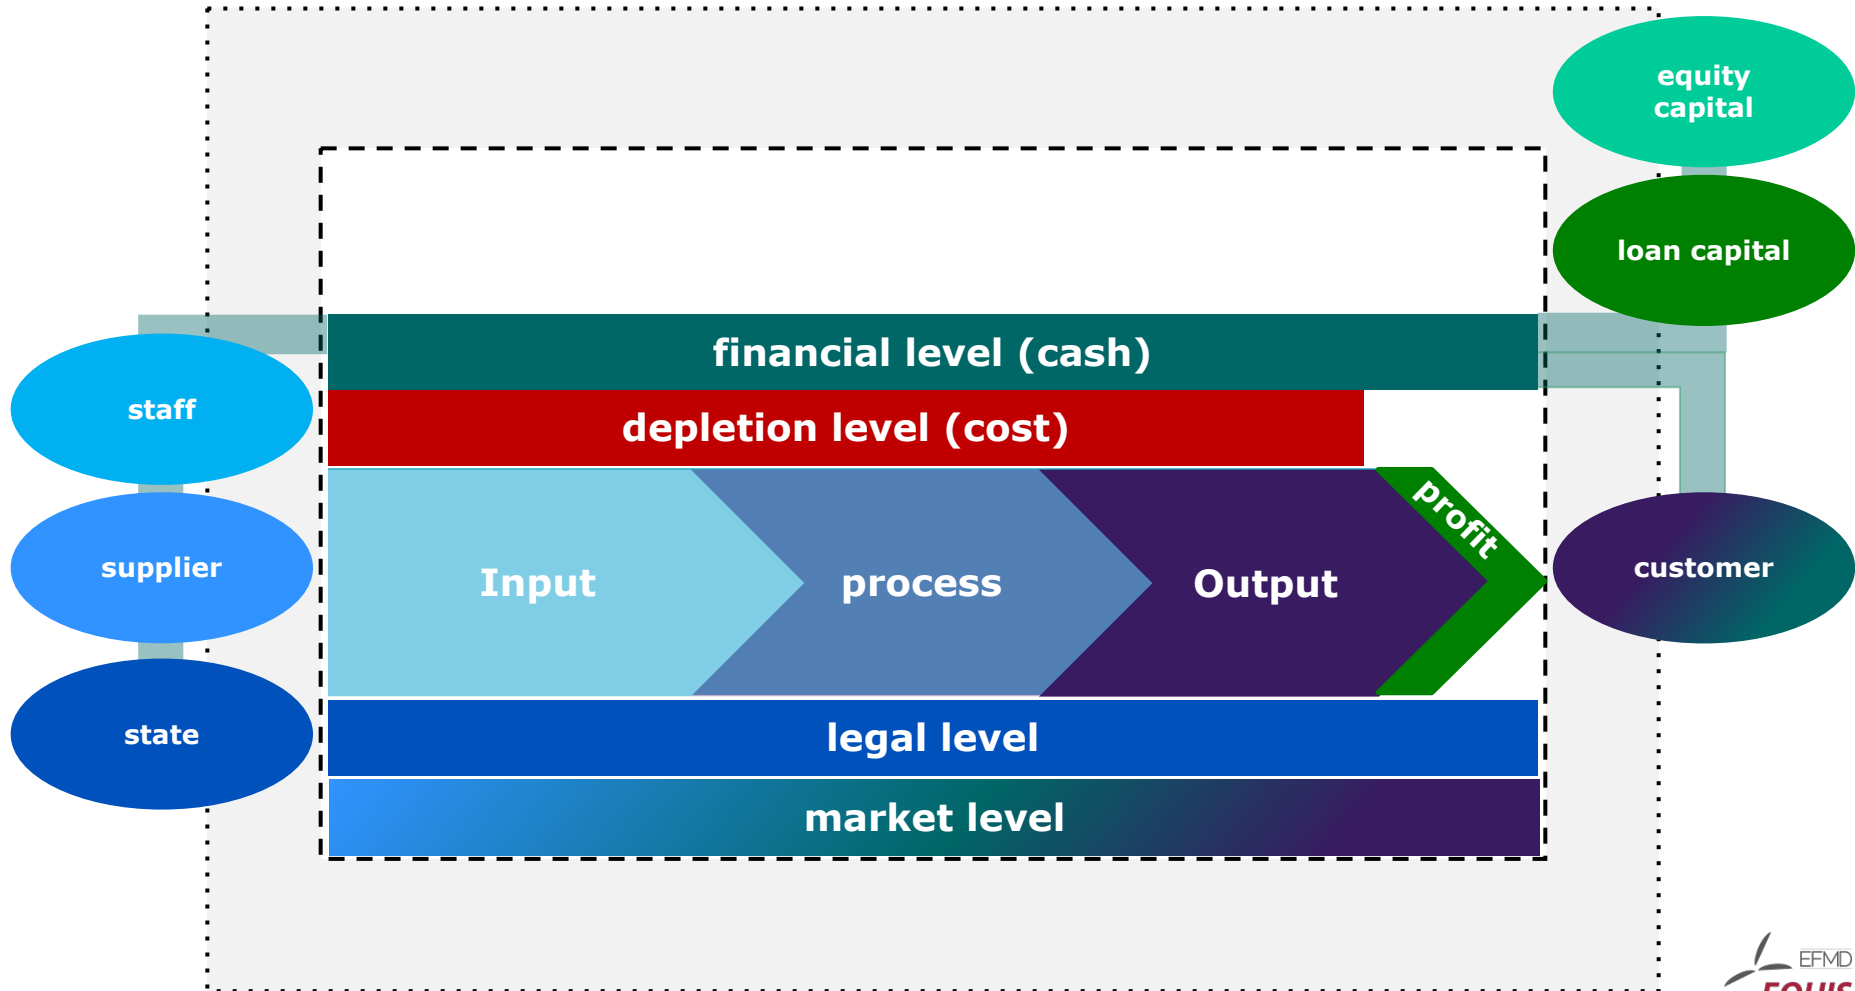 equity
capital
loan capital
financial level (cash)
staff
depletion level (cost)
profit
supplier
Input
process
Output
customer
state
legal level
market level
EFMD
EQUIS